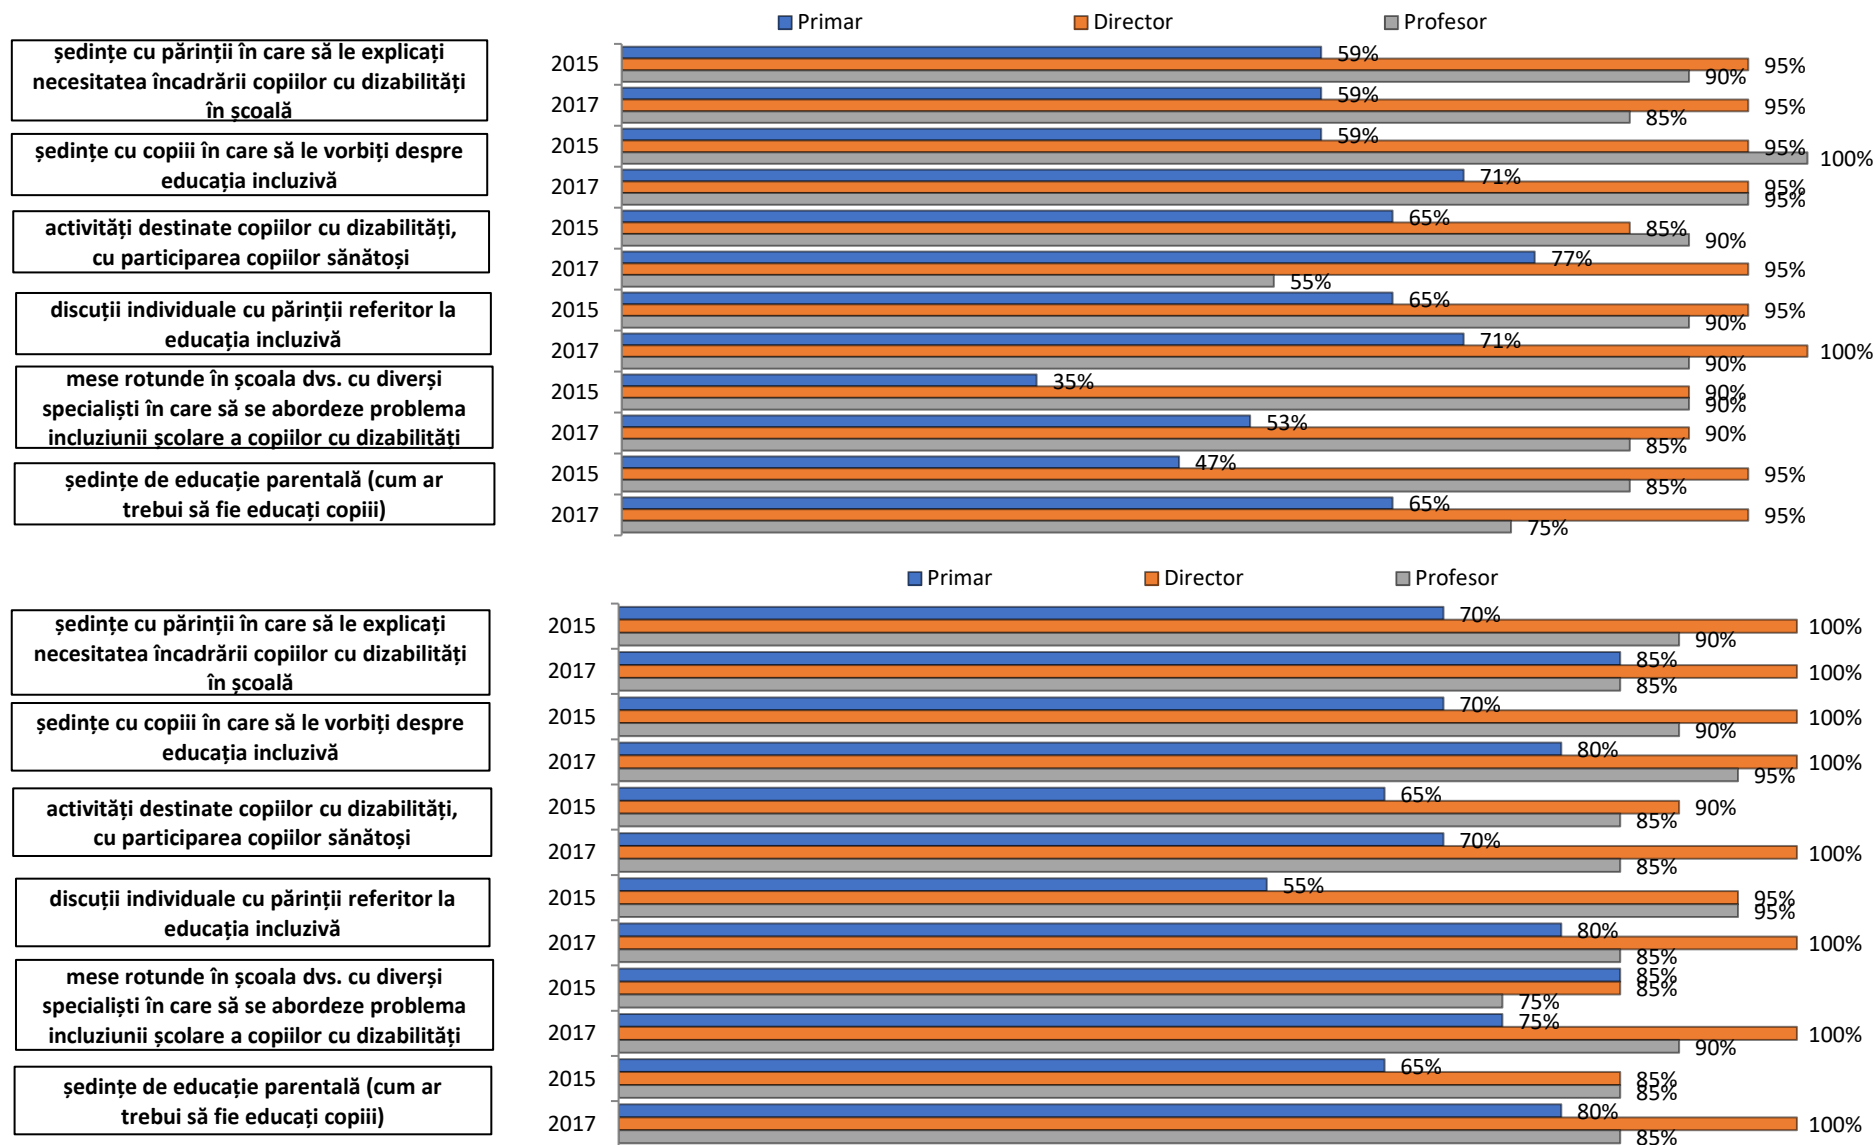 Primar Director Profesor
ședințe cu părinții în care să le explicați
necesitatea încadrării copiilor cu dizabilități
în școală
2015 59% 95% 90%
2017 59% 95% 85%
ședințe cu copiii în care să le vorbiți despre
educația incluzivă
2015 59% 95% 100%
2017 71% 95% 95%
activități destinate copiilor cu dizabilități,
cu participarea copiilor sănătoși
2015 65% 85% 90%
2017 77% 95% 55%
discuții individuale cu părinții referitor la
educația incluzivă
2015 65% 95% 90%
2017 71% 100% 90%
mese rotunde în școala dvs. cu diverși
specialiști în care să se abordeze problema
incluziunii școlare a copiilor cu dizabilități
2015 35% 90% 90%
2017 53% 90% 85%
ședințe de educație parentală (cum ar
trebui să fie educați copiii)
2015 47% 95% 85%
2017 65% 95% 75%
Primar Director Profesor
ședințe cu părinții în care să le explicați
necesitatea încadrării copiilor cu dizabilități
în școală
2015 70% 100% 90%
2017 85% 100% 85%
ședințe cu copiii în care să le vorbiți despre
educația incluzivă
2015 70% 100% 90%
2017 80% 100% 95%
activități destinate copiilor cu dizabilități,
cu participarea copiilor sănătoși
2015 65% 90% 85%
2017 70% 100% 85%
discuții individuale cu părinții referitor la
educația incluzivă
2015 55% 95% 95%
2017 80% 100% 85%
mese rotunde în școala dvs. cu diverși
specialiști în care să se abordeze problema
incluziunii școlare a copiilor cu dizabilități
2015 85% 85% 75%
2017 75% 100% 90%
ședințe de educație parentală (cum ar
trebui să fie educați copiii)
2015 65% 85% 85%
2017 80% 100% 85%